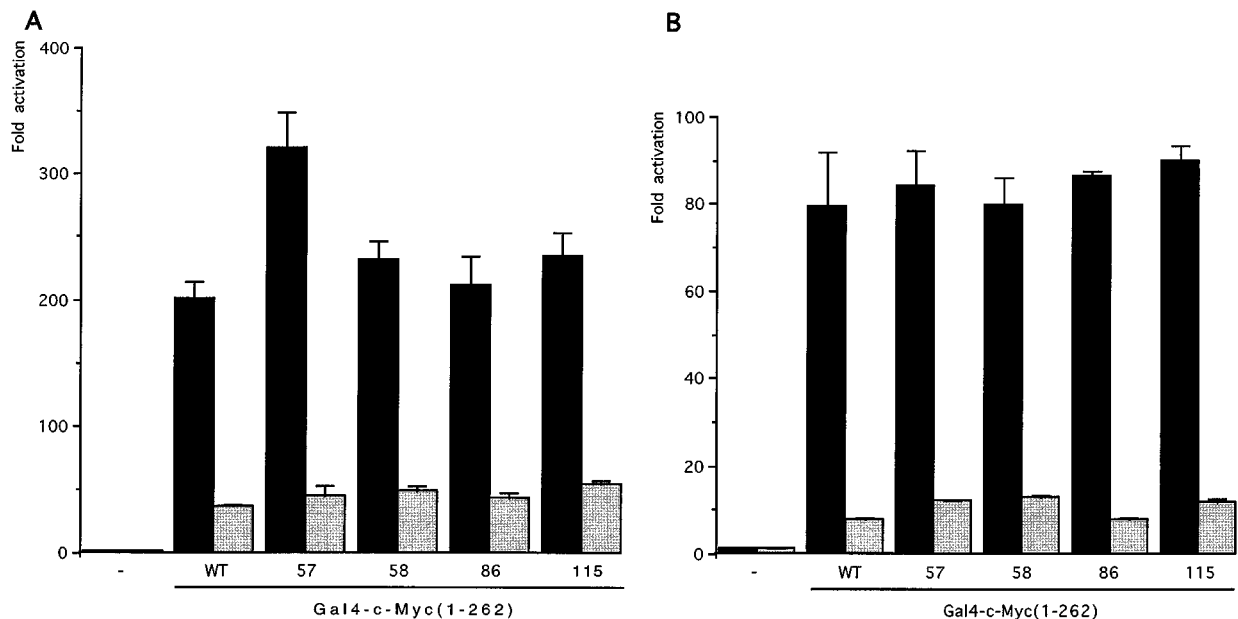 A
Fold activation
400
300
200
100
0
- WT 57 58 86 115
Gal4-c-Myc(1-262)
B
Fold activation
100
80
60
40
20
0
- WT 57 58 86 115
Gal4-c-Myc(1-262)